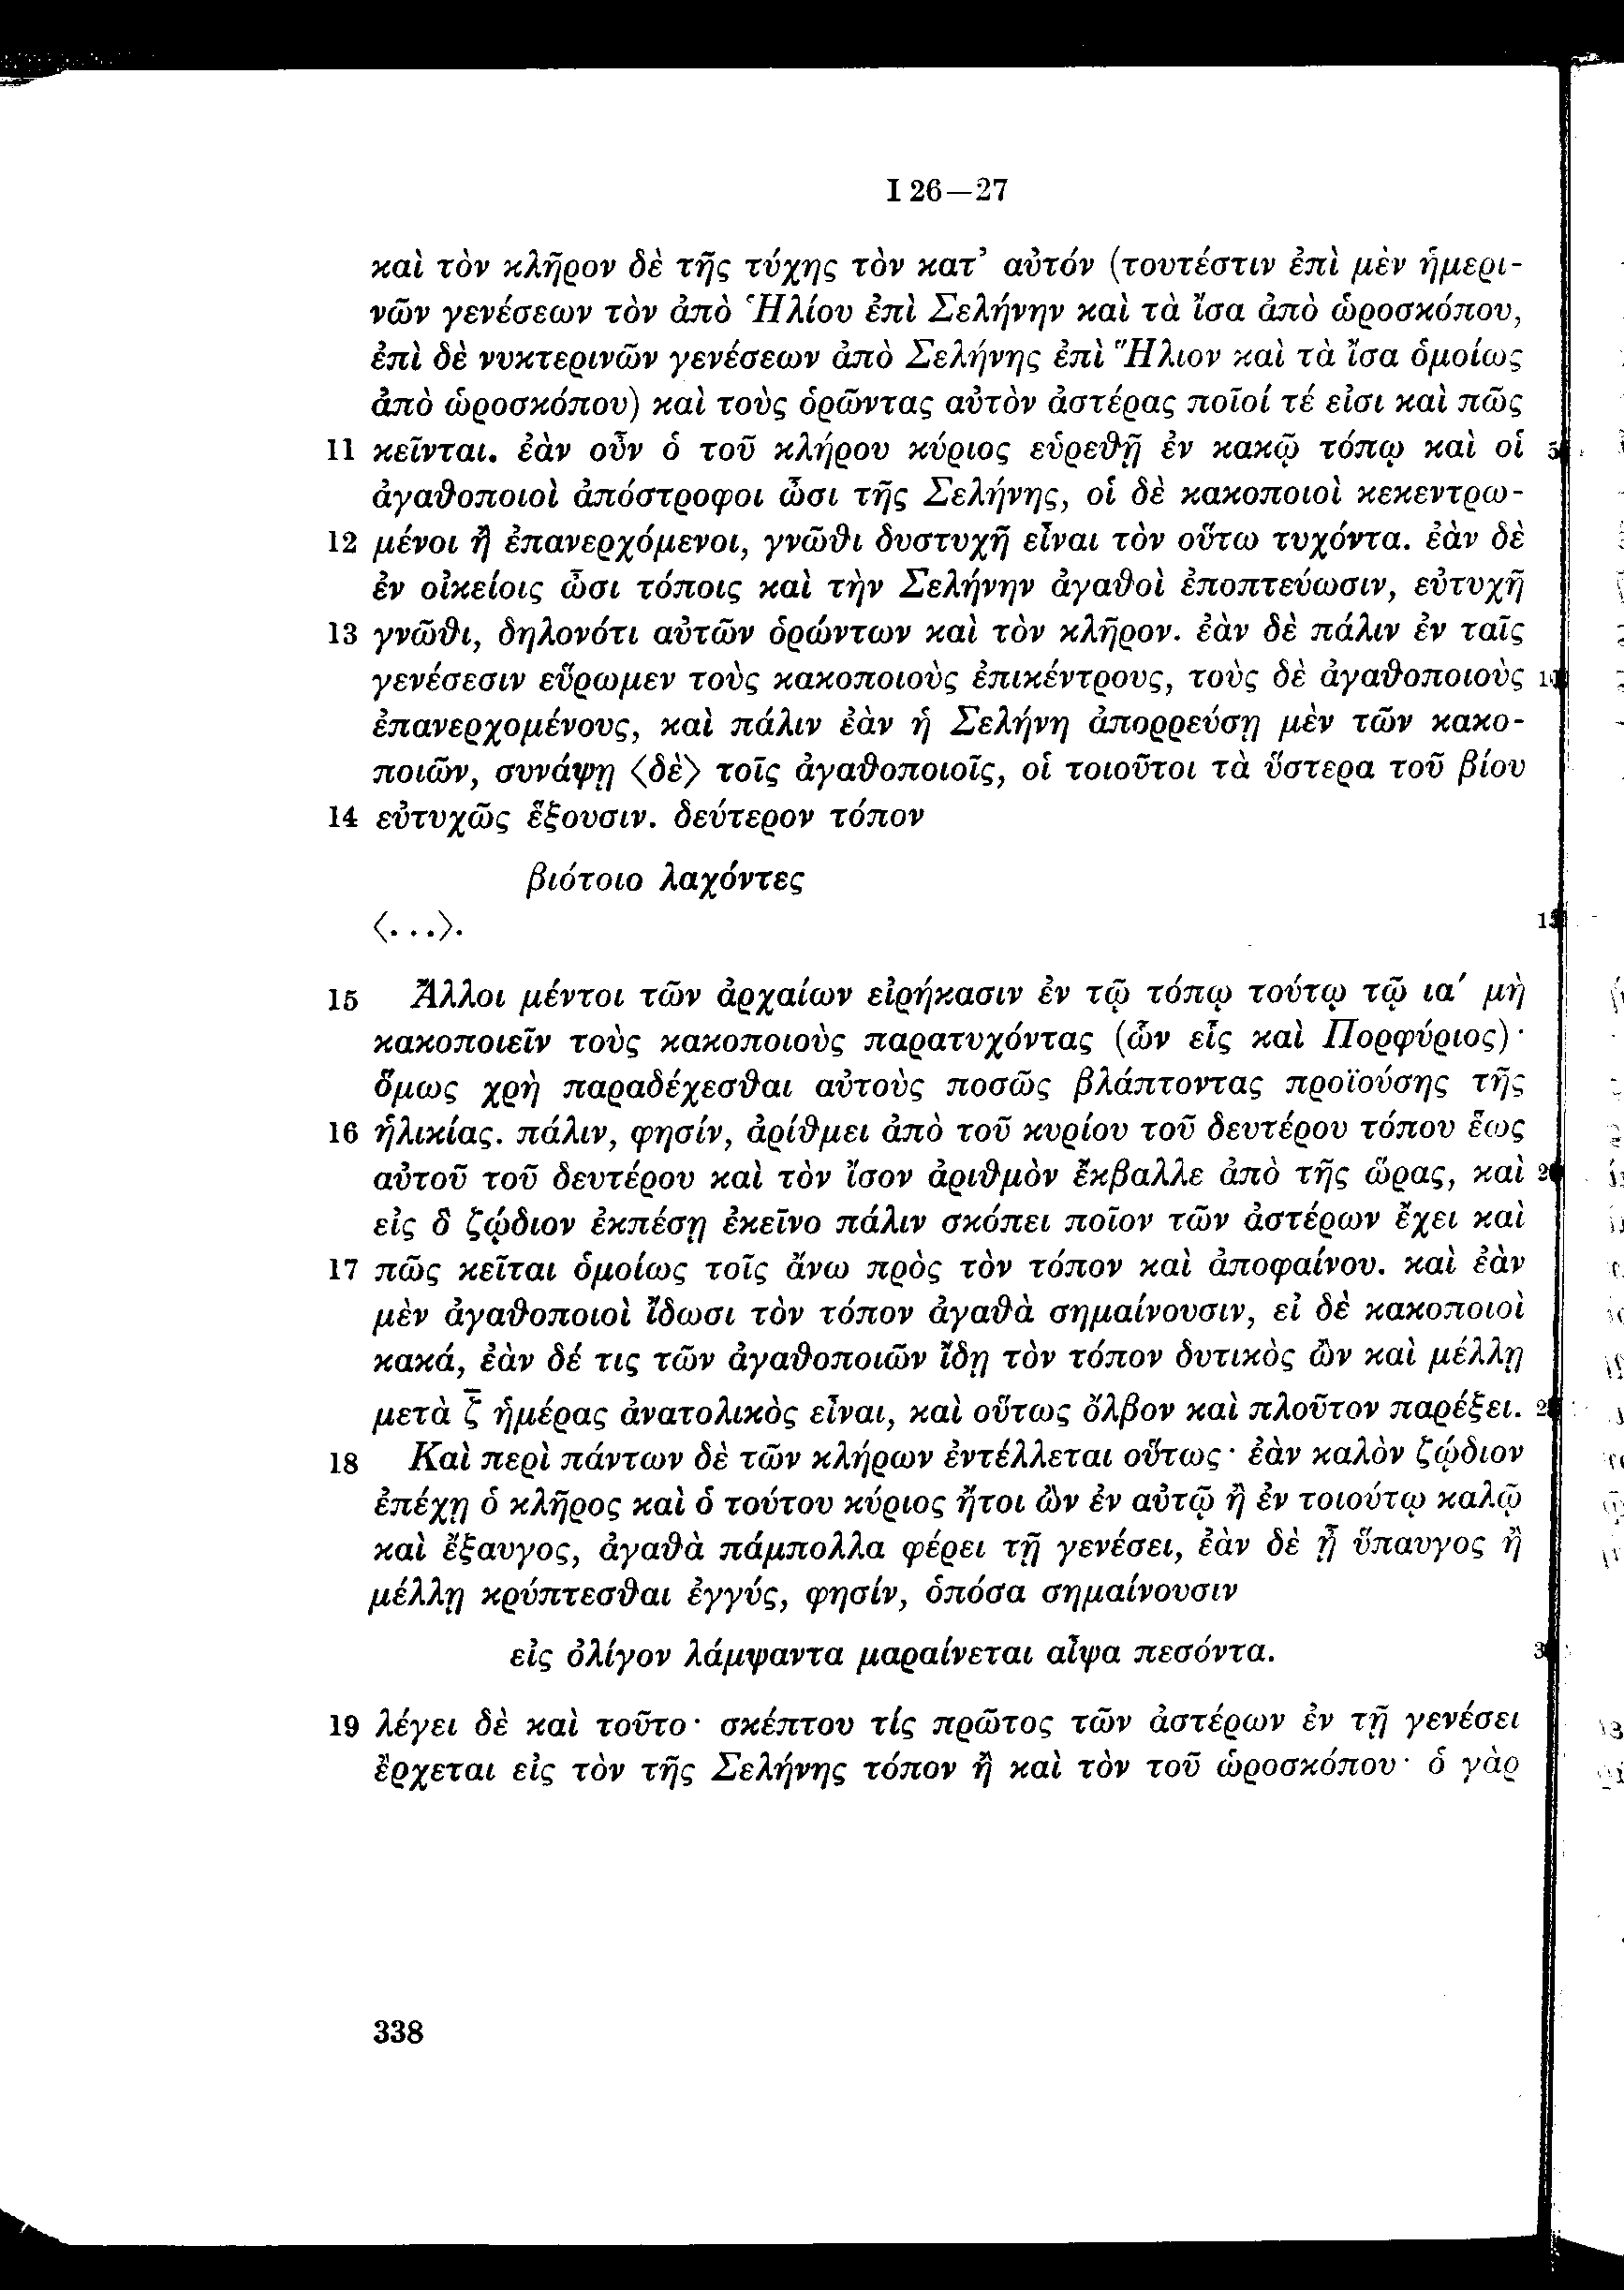 I 26—27
καὶ τὸν κλῆρον δὲ τῆς τύχης τὸν κατ’ αὐτόν (τουτέστιν ἐπὶ μὲν ἡμερι-
νῶν γενέσεων τὸν ἀπὸ Ἡλίου ἐπὶ Σελήνην καὶ τὰ ἴσα ἀπὸ ὡροσκόπου,
ἐπὶ δὲ νυκτερινῶν γενέσεων ἀπὸ Σελήνης ἐπὶ Ἥλιον καὶ τὰ ἴσα ὁμοίως
ἀπὸ ὡροσκόπου) καὶ τοὺς ὁρῶντας αὐτὸν ἀστέρας ποῖοί τέ εἰσι καὶ πῶς
11 κεῖνται. ἐὰν οὖν ὁ τοῦ κλήρου κύριος εὑρεθῇ ἐν κακῷ τόπῳ καὶ οἱ 5
ἀγαθοποιοὶ ἀπόστροφοι ὦσι τῆς Σελήνης, οἱ δὲ κακοποιοὶ κεκεντρω-
12 μένοι ἢ ἐπανερχόμενοι, γνῶθι δυστυχῆ εἶναι τὸν οὕτω τυχόντα. ἐὰν δὲ
ἐν οἰκείοις ὦσι τόποις καὶ τὴν Σελήνην ἀγαθοὶ ἐποπτεύωσιν, εὐτυχῆ
13 γνῶθι, δηλονότι αὐτῶν ὁρώντων καὶ τὸν κλῆρον. ἐὰν δὲ πάλιν ἐν ταῖς
γενέσεσιν εὕρωμεν τοὺς κακοποιοὺς ἐπικέντρους, τοὺς δὲ ἀγαθοποιοὺς
ἐπανερχομένους, καὶ πάλιν ἐὰν ἡ Σελήνη ἀπορρεύσῃ μὲν τῶν κακο-
ποιῶν, συνάψῃ ⟨δὲ⟩ τοῖς ἀγαθοποιοῖς, οἱ τοιοῦτοι τὰ ὕστερα τοῦ βίου
14 εὐτυχῶς ἕξουσιν. δεύτερον τόπον
βιότοιο λαχόντες
⟨...⟩.
15 Ἄλλοι μέντοι τῶν ἀρχαίων εἰρήκασιν ἐν τῷ τόπῳ τούτῳ τῷ ια′ μὴ
κακοποιεῖν τοὺς κακοποιοὺς παρατυχόντας (ὧν εἷς καὶ Πορφύριος)·
ὅμως χρὴ παραδέχεσθαι αὐτοὺς ποσῶς βλάπτοντας προϊούσης τῆς
16 ἡλικίας. πάλιν, φησίν, ἀρίθμει ἀπὸ τοῦ κυρίου τοῦ δευτέρου τόπου ἕως
αὐτοῦ τοῦ δευτέρου καὶ τὸν ἴσον ἀριθμὸν ἔκβαλλε ἀπὸ τῆς ὥρας, καὶ
εἰς ὃ ζῴδιον ἐκπέσῃ ἐκεῖνο πάλιν σκόπει ποῖον τῶν ἀστέρων ἔχει καὶ
17 πῶς κεῖται ὁμοίως τοῖς ἄνω πρὸς τὸν τόπον καὶ ἀποφαίνου. καὶ ἐὰν
μὲν ἀγαθοποιοὶ ἴδωσι τὸν τόπον ἀγαθὰ σημαίνουσιν, εἰ δὲ κακοποιοὶ
κακά, ἐὰν δέ τις τῶν ἀγαθοποιῶν ἴδῃ τὸν τόπον δυτικὸς ὢν καὶ μέλλῃ
μετὰ ζ̄ ἡμέρας ἀνατολικὸς εἶναι, καὶ οὕτως ὄλβον καὶ πλοῦτον παρέξει.
18 Καὶ περὶ πάντων δὲ τῶν κλήρων ἐντέλλεται οὕτως· ἐὰν καλὸν ζῴδιον
ἐπέχῃ ὁ κλῆρος καὶ ὁ τούτου κύριος ἤτοι ὢν ἐν αὐτῷ ἢ ἐν τοιούτῳ καλῷ
καὶ ἔξαυγος, ἀγαθὰ πάμπολλα φέρει τῇ γενέσει, ἐὰν δὲ ᾖ ὕπαυγος ἢ
μέλλῃ κρύπτεσθαι ἐγγύς, φησίν, ὁπόσα σημαίνουσιν
εἰς ὀλίγον λάμψαντα μαραίνεται αἶψα πεσόντα.
19 λέγει δὲ καὶ τοῦτο· σκέπτου τίς πρῶτος τῶν ἀστέρων ἐν τῇ γενέσει
ἔρχεται εἰς τὸν τῆς Σελήνης τόπον ἢ καὶ τὸν τοῦ ὡροσκόπου· ὁ γὰρ
338